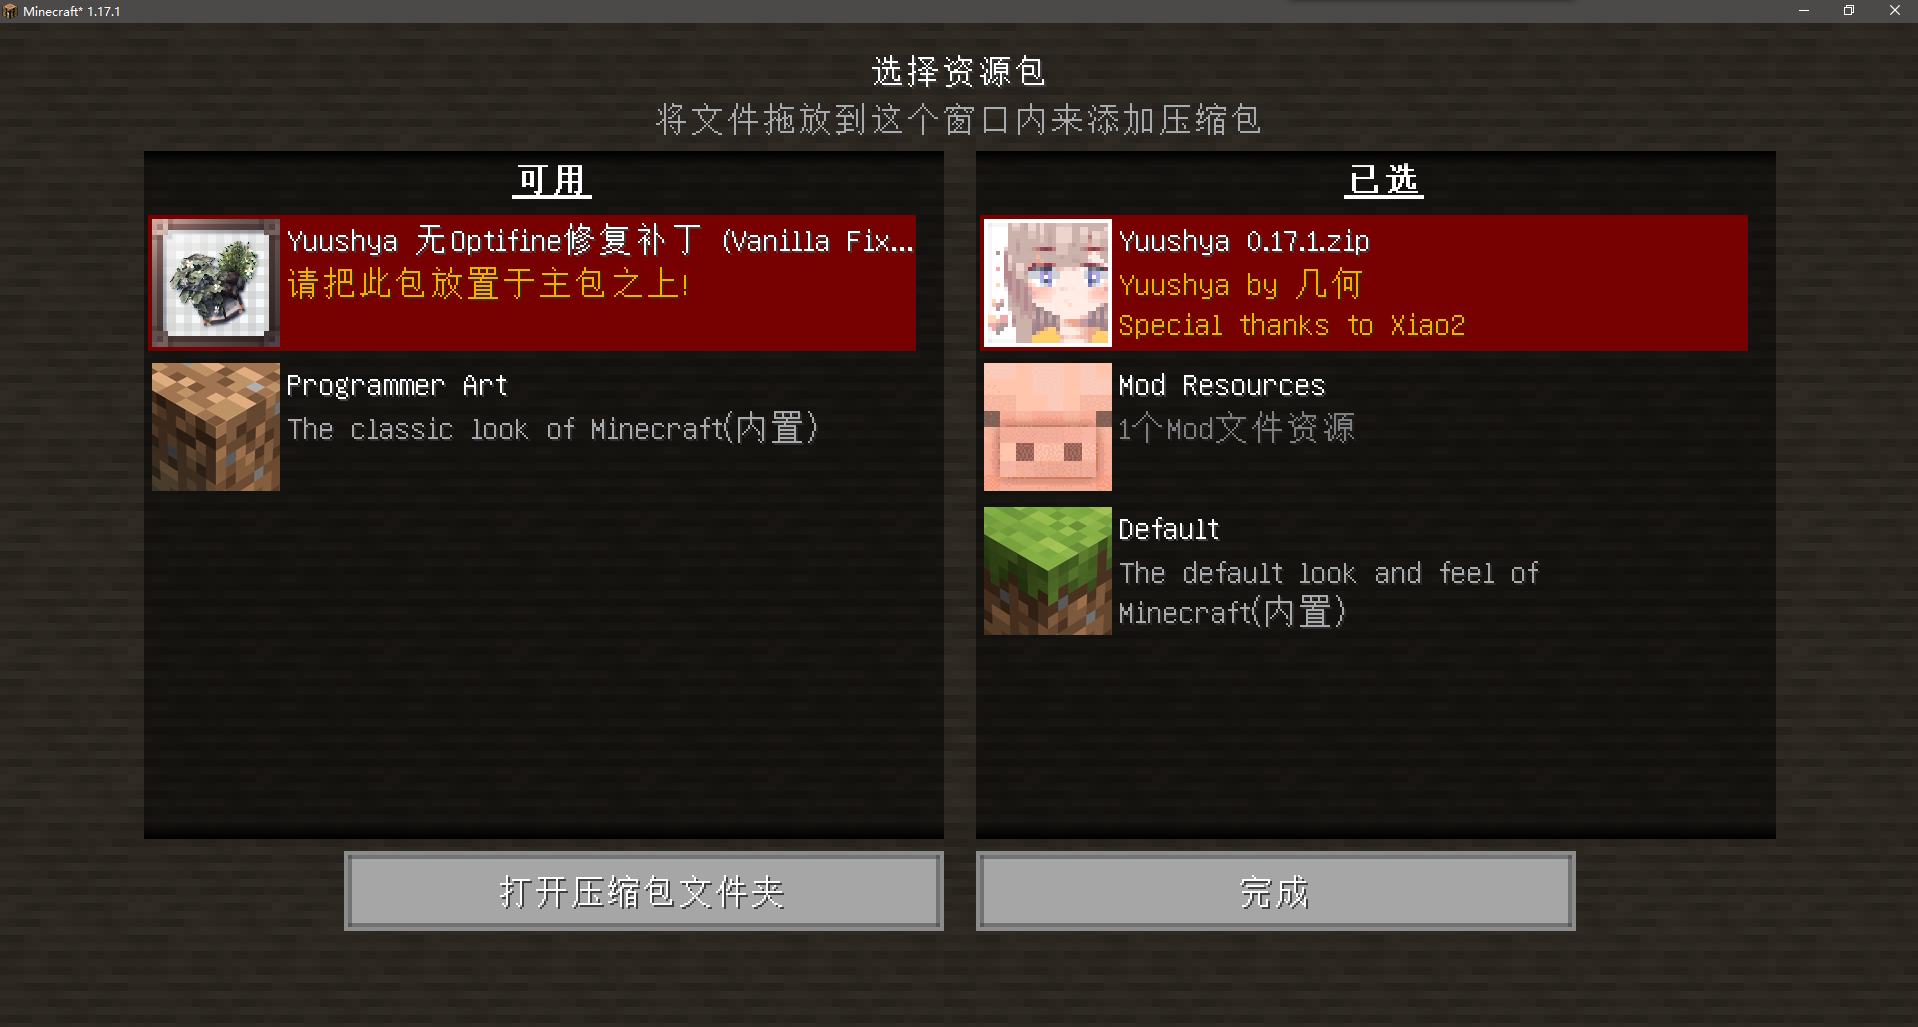 Minecraft* 1.17.1
选择资源包
将文件拖放到这个窗口内来添加压缩包
可用
Yuushya 无Optifine修复补丁 (Vanilla Fix...
请把此包放置于主包之上!
Programmer Art
The classic look of Minecraft(内置)
已选
Yuushya 0.17.1.zip
Yuushya by 几何
Special thanks to Xiao2
Mod Resources
1个Mod文件资源
Default
The default look and feel of
Minecraft(内置)
打开压缩包文件夹
完成